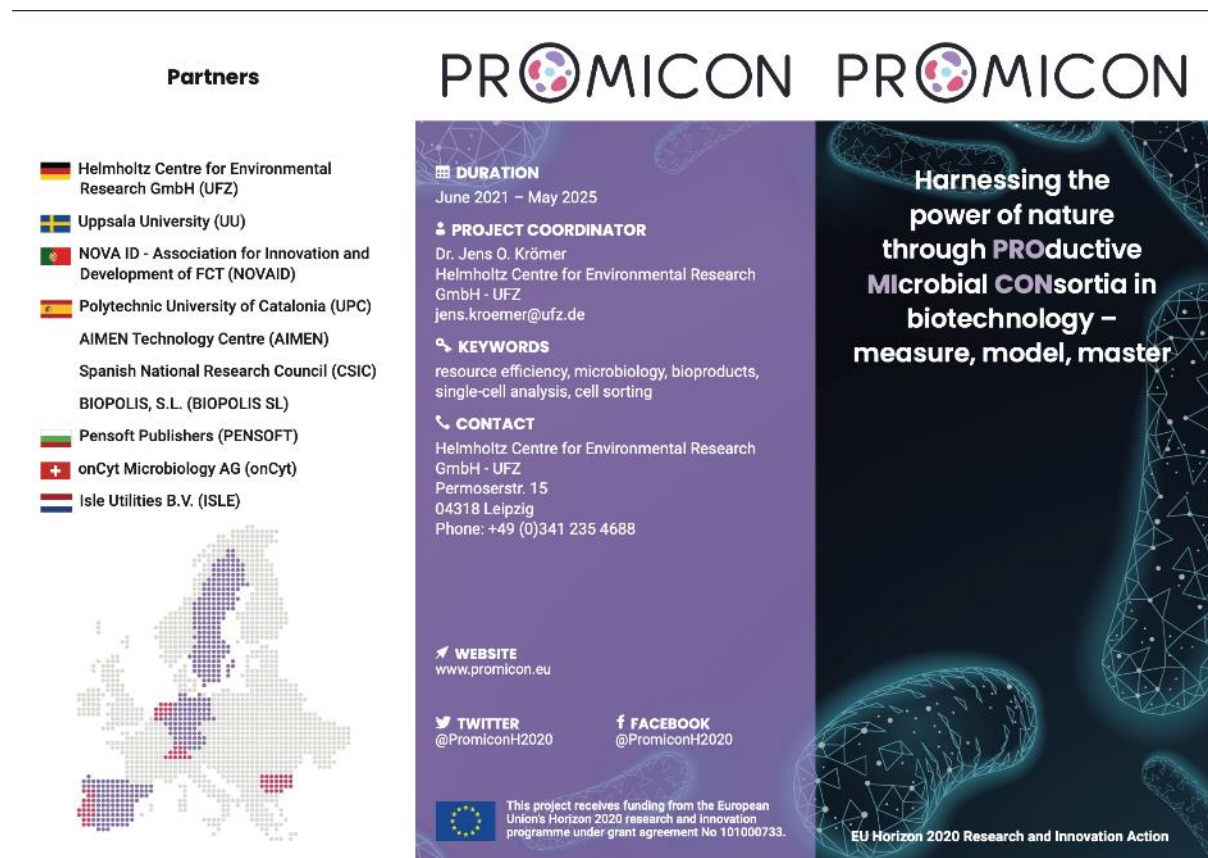 Partners
Helmholtz Centre for Environmental
Research GmbH (UFZ)
Uppsala University (UU)
NOVA ID - Association for Innovation and
Development of FCT (NOVAID)
Polytechnic University of Catalonia (UPC)
AIMEN Technology Centre (AIMEN)
Spanish National Research Council (CSIC)
BIOPOLIS, S.L. (BIOPOLIS SL)
Pensoft Publishers (PENSOFT)
onCyt Microbiology AG (onCyt)
Isle Utilities B.V. (ISLE)
PROMICON
DURATION
June 2021 – May 2025
PROJECT COORDINATOR
Dr. Jens O. Krömer
Helmholtz Centre for Environmental Research
GmbH - UFZ
jens.kroemer@ufz.de
KEYWORDS
resource efficiency, microbiology, bioproducts,
single-cell analysis, cell sorting
CONTACT
Helmholtz Centre for Environmental Research
GmbH - UFZ
Permoserstr. 15
04318 Leipzig
Phone: +49 (0)341 235 4688
WEBSITE
www.promicon.eu
TWITTER
@PromiconH2020
FACEBOOK
@PromiconH2020
This project receives funding from the European
Union's Horizon 2020 research and innovation
programme under grant agreement No 101000733.
PROMICON
Harnessing the
power of nature
through PROductive
MIcrobial CONsortia in
biotechnology –
measure, model, master
EU Horizon 2020 Research and Innovation Action